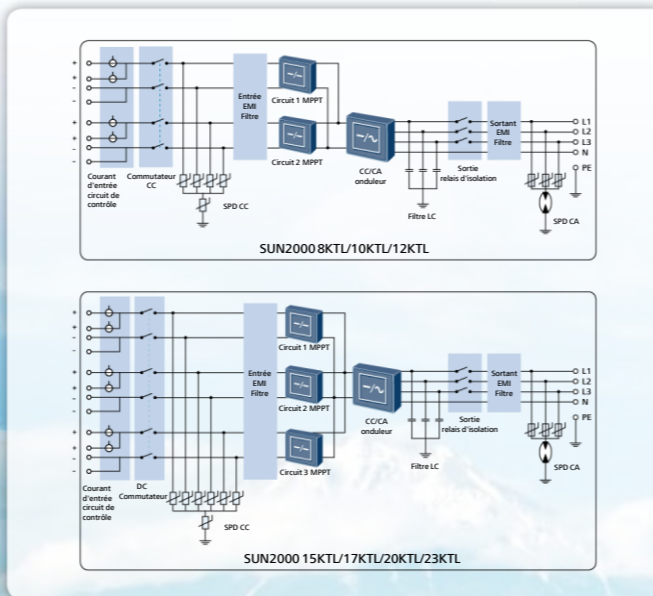 +
+
-
-
+
+
-
-
Courant
d'entrée
circuit de
contrôle
Commutateur
CC
SPD CC
Entrée
EMI
Filtre
Circuit 1 MPPT
Circuit 2 MPPT
CC/CA
onduleur
Filtre LC
Sortie
relais d'isolation
Sortant
EMI
Filtre
L1
L2
L3
N
PE
SPD CA
SUN2000 8KTL/10KTL/12KTL
+
+
-
-
+
+
-
-
+
+
-
-
Courant
d'entrée
circuit de
contrôle
DC
Commutateur
SPD CC
Entrée
EMI
Filtre
Circuit 1 MPPT
Circuit 2 MPPT
Circuit 3 MPPT
CC/CA
onduleur
Filtre LC
Sortie
relais d'isolation
Sortant
EMI
Filtre
L1
L2
L3
N
PE
SPD CA
SUN2000 15KTL/17KTL/20KTL/23KTL